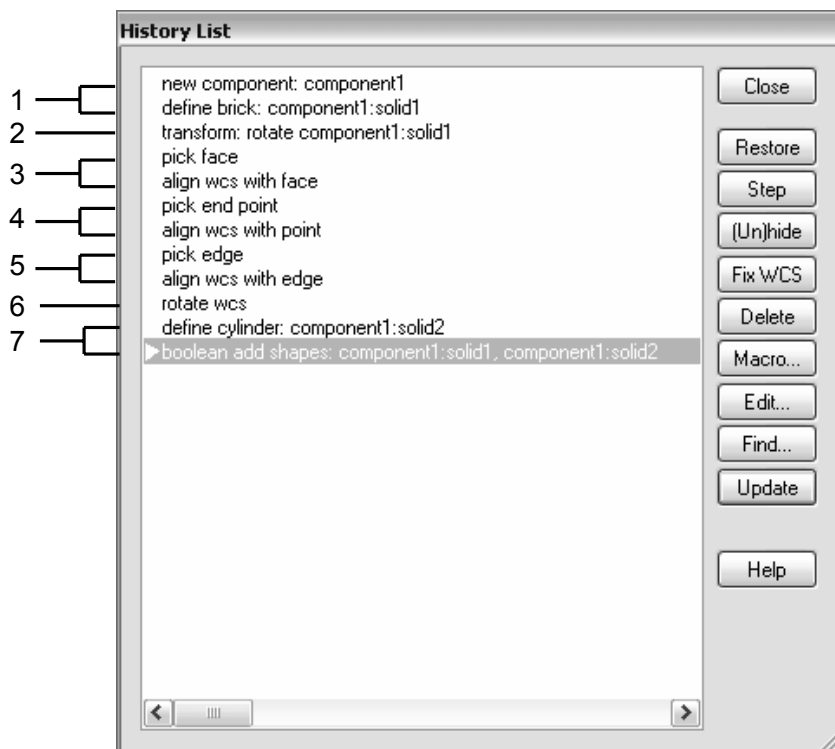 History List
1
new component: component1
define brick: component1:solid1
2
transform: rotate component1:solid1
3
pick face
align wcs with face
4
pick end point
align wcs with point
5
pick edge
align wcs with edge
6
rotate wcs
7
define cylinder: component1:solid2
boolean add shapes: component1:solid1, component1:solid2
Close
Restore
Step
(Un)hide
Fix WCS
Delete
Macro...
Edit...
Find...
Update
Help